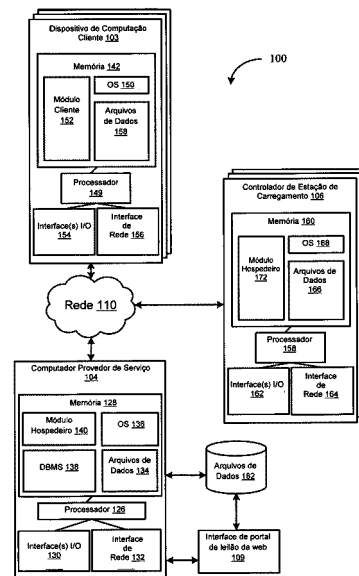 Dispositivo de Computação
Cliente 103
Memória 142
OS 150
Módulo
Cliente
152
Arquivos
de Dados
158
Processador
149
Interface(s) I/O
154
Interface
de
Rede 156
100
Controlador de Estação de
Carregamento 106
Memória 160
OS 168
Módulo
Hospedeiro
172
Arquivos
de Dados
166
Processador
158
Interface(s) I/O
162
Interface
de
Rede 164
Rede 110
Computador Provedor de Serviço
104
Memória 128
Módulo
Hospedeiro
140
OS 136
DBMS
138
Arquivos de
Dados 134
Processador 126
Interface(s) I/O
130
Interface
de
Rede 132
Arquivos de
Dados 182
Interface de portal
de leilão da web
109